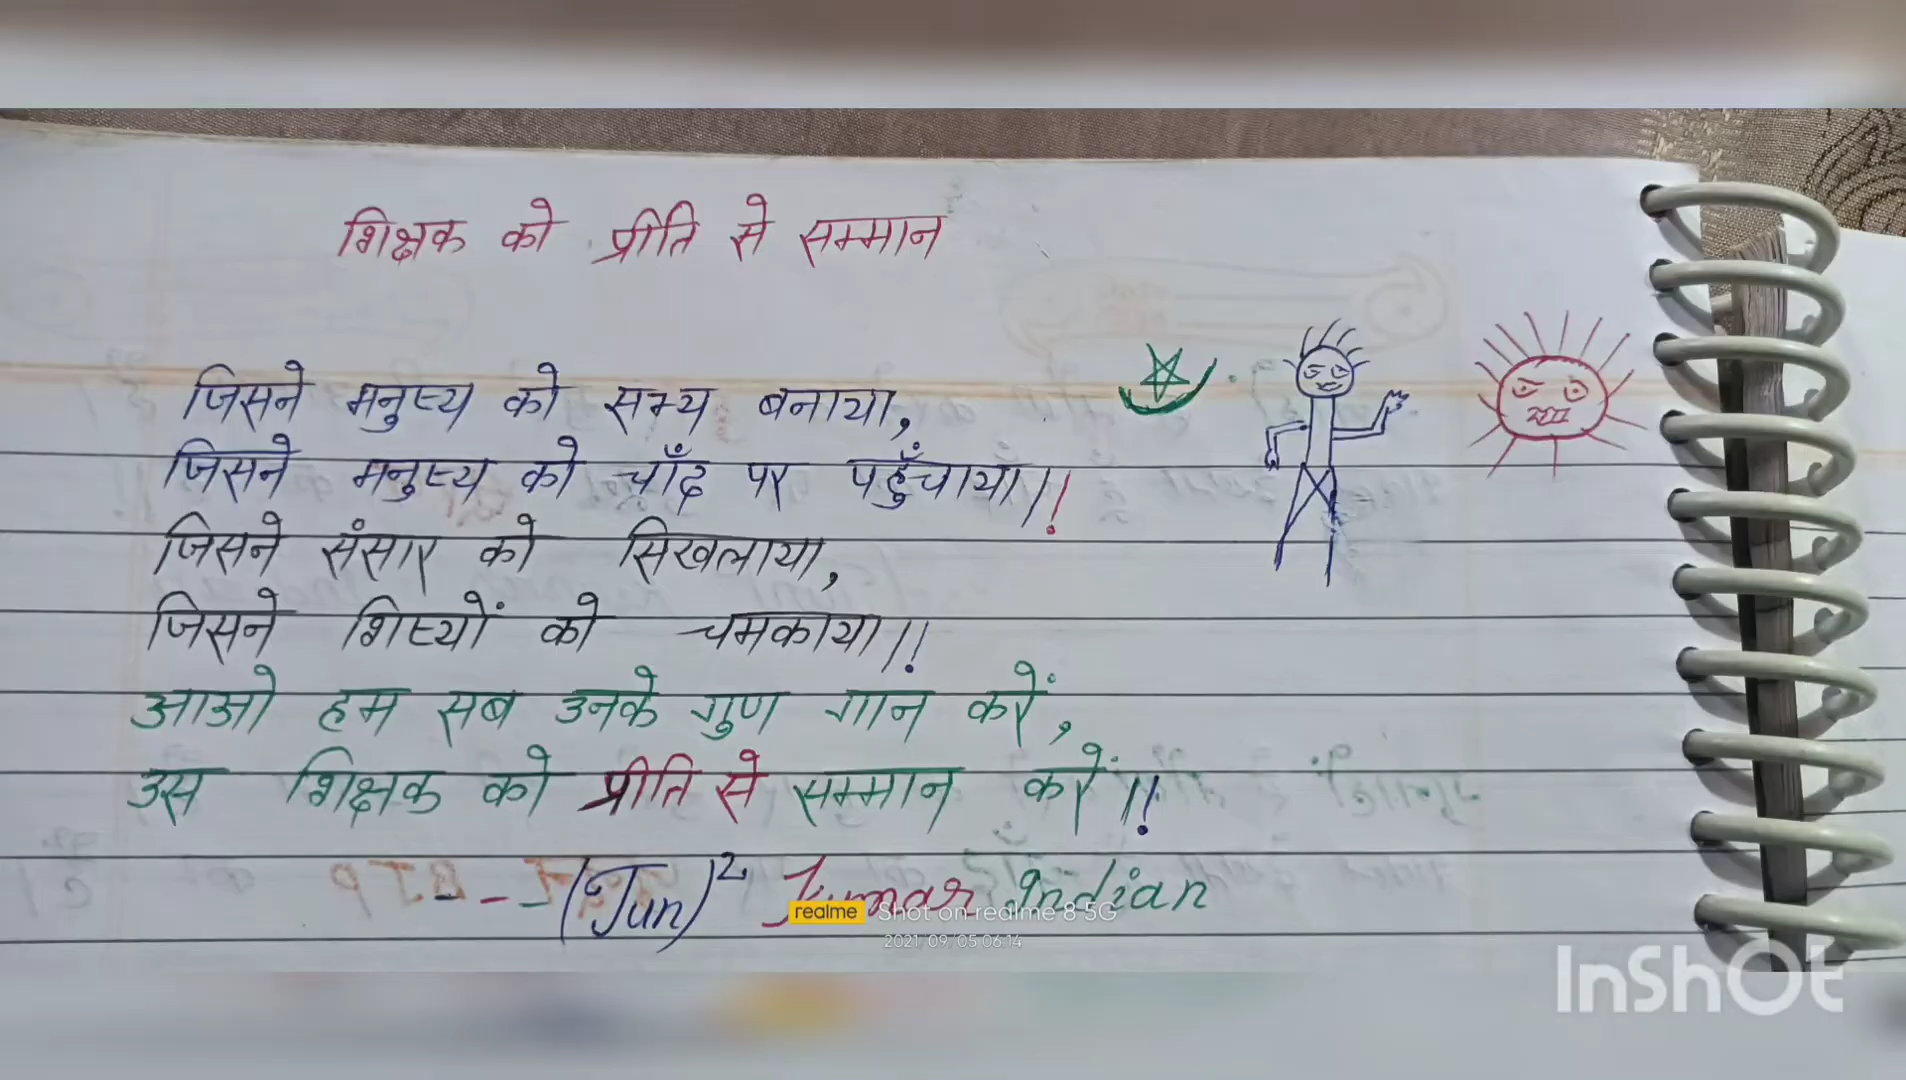 शिक्षक को प्रीति से सम्मान
जिसने मनुष्य को सभ्य बनाया,
जिसने मनुष्य को चाँद पर पहुँचाया।।!
जिसने संसार को सिखलाया,
जिसने शिष्यों को चमकाया।।!
आओ हम सब उनके गुण गान करें,
उस शिक्षक को प्रीति से सम्मान करें।।!
--- (Jun)² Kumar Indian
realme Shot on realme 8 5G
2021/09/05 06:14
InShOt